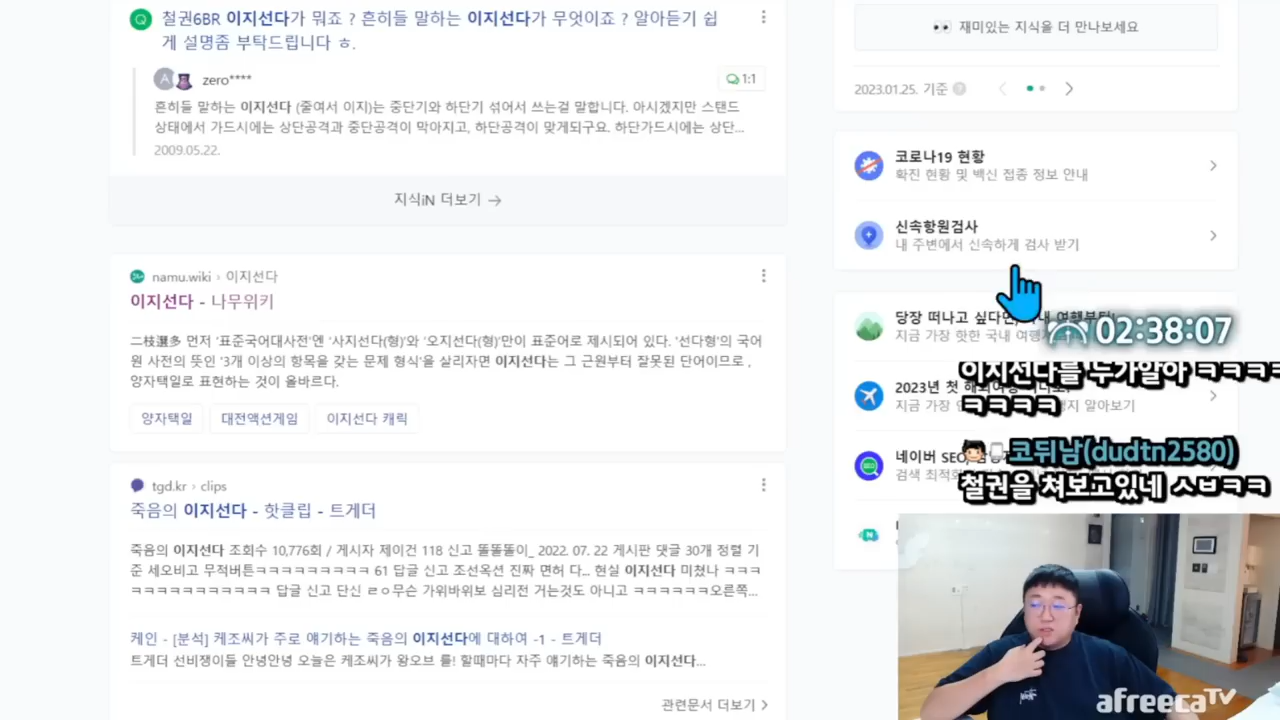 철권6BR 이지선다가 뭐죠 ? 흔히들 말하는 이지선다가 무엇이죠 ? 알아듣기 쉽
게 설명좀 부탁드립니다 ㅎ.
zero****
1:1
흔히들 말하는 이지선다 (줄여서 이지)는 중단기와 하단기 섞어서 쓰는걸 말합니다. 아시겠지만 스탠드
상태에서 가드시에는 상단공격과 중단공격이 막아지고, 하단공격이 맞게되구요. 하단가드시에는 상단...
2009.05.22.
지식iN 더보기 →
namu.wiki › 이지선다
이지선다 - 나무위키
二枝選多 먼저 '표준국어대사전'엔 '사지선다(형)'와 '오지선다(형)'만이 표준어로 제시되어 있다. '선다형'의 국어
원 사전의 뜻인 '3개 이상의 항목을 갖는 문제 형식'을 살리자면 이지선다는 그 근원부터 잘못된 단어이므로 ,
양자택일로 표현하는 것이 올바르다.
양자택일
대전액션게임
이지선다 캐릭
tgd.kr › clips
죽음의 이지선다 - 핫클립 - 트게더
죽음의 이지선다 조회수 10,776회 / 게시자 제이건 118 신고 똘똘똘이_ 2022. 07. 22 게시판 댓글 30개 정렬 기
준 세오비고 무적버튼ㅋㅋㅋㅋㅋㅋㅋㅋㅋ 61 답글 신고 조선옥션 진짜 면허 다... 현실 이지선다 미쳤나 ㅋㅋㅋ
ㅋㅋㅋㅋㅋㅋㅋㅋㅋㅋㅋ 답글 신고 단신 ㄹㅇ무슨 가위바위보 심리전 거는것도 아니고 ㅋㅋㅋㅋㅋㅋ오른쪽...
케인 - [분석] 케조씨가 주로 얘기하는 죽음의 이지선다에 대하여 -1 - 트게더
트게더 선비쟁이들 안녕안녕 오늘은 케조씨가 왕오브 룰! 할때마다 자주 얘기하는 죽음의 이지선다...
관련문서 더보기 >
재미있는 지식을 더 만나보세요
2023.01.25. 기준
코로나19 현황
확진 현황 및 백신 접종 정보 안내
신속항원검사
내 주변에서 신속하게 검사 받기
당장 떠나고 싶다면, 국내 여행부터!
지금 가장 핫한 국내 여행
02:38:07
이지선다를 누가알아 ㅋㅋㅋㅋ
ㅋㅋㅋㅋ
2023년 첫 해외여행
지금 가장 알아보기
코뒤남(dudtn2580)
네이버 SEO,
검색 최적화
철권을 쳐보고있네 ㅅㅂㅋㅋ
afreecaTV